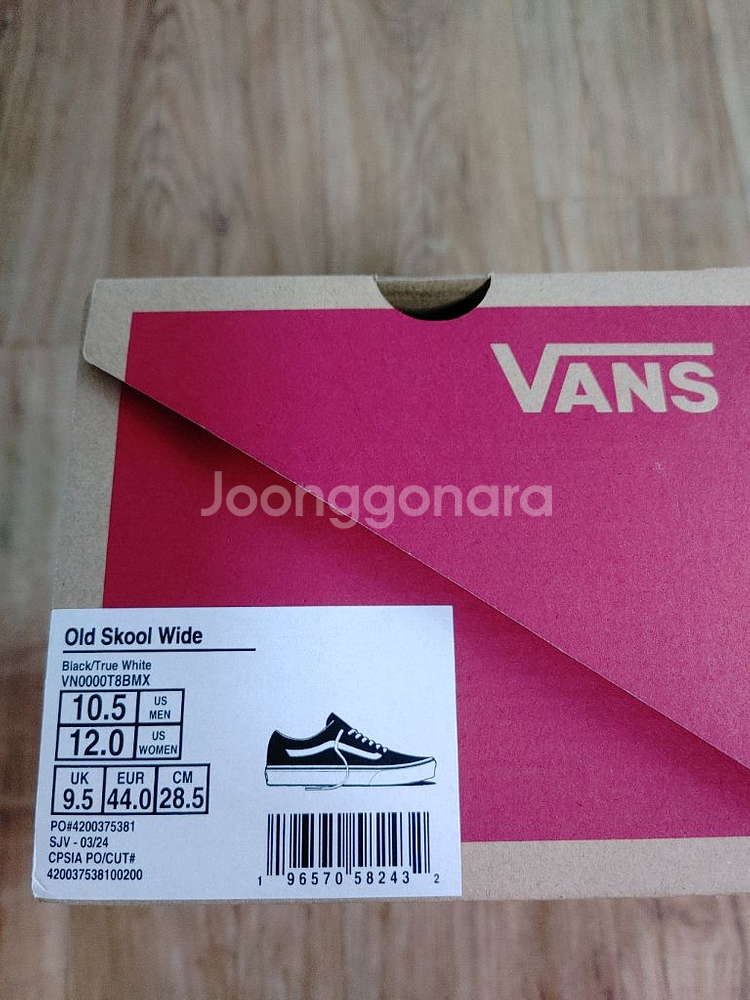 VANS
Joonggonara
Old Skool Wide
Black/True White
VN0000T8BMX
10.5 US MEN
12.0 US WOMEN
UK EUR CM
9.5 44.0 28.5
PO#4200375381
SJV - 03/24
CPSIA PO/CUT#
420037538100200
1 96570 58243 2